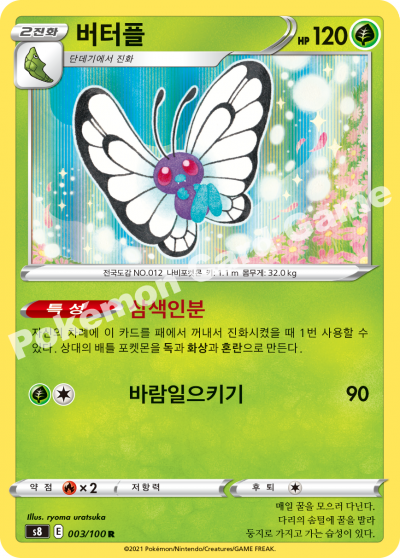 2진화 버터플 HP 120
단데기에서 진화
전국도감 NO.012 나비포켓몬 키: 1.1 m 몸무게: 32.0 kg
특성 삼색인분
자신의 차례에 이 카드를 패에서 꺼내서 진화시켰을 때 1번 사용할 수
있다. 상대의 배틀 포켓몬을 독과 화상과 혼란으로 만든다.
바람일으키기 90
약점 ×2 저항력 후퇴
Illus. ryoma uratsuka
s8 E 003/100 R
매일 꿀을 모으러 다닌다.
다리의 솜털에 꿀을 발라
둥지로 가지고 가는 습성이 있다.
©2021 Pokémon/Nintendo/Creatures/GAME FREAK.
Pokémon Card Game